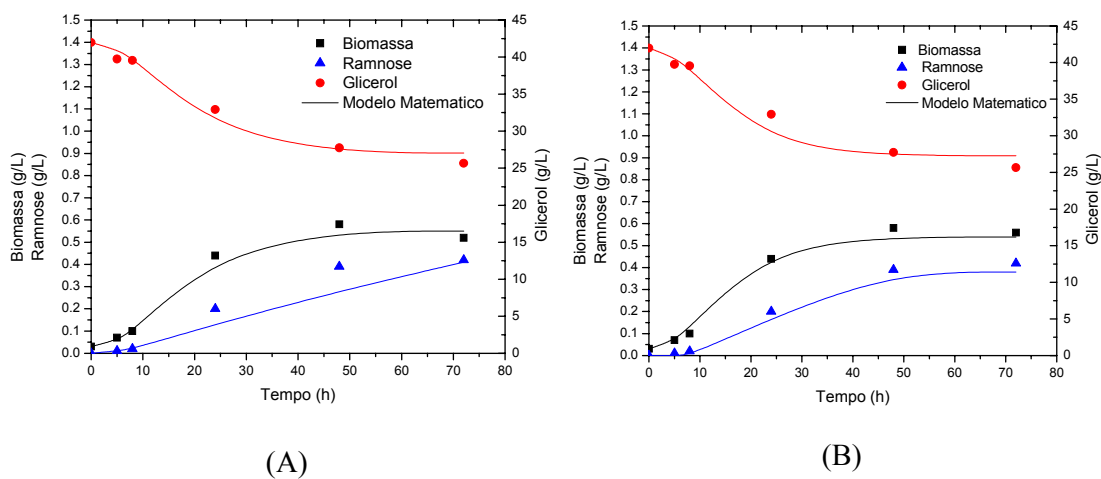 1.4
1.3
1.2
1.1
1.0
0.9
0.8
0.7
0.6
0.5
0.4
0.3
0.2
0.1
0.0
Biomassa (g/L)
Ramnose (g/L)
45
40
35
30
25
20
15
10
5
0
Glicerol (g/L)
Biomassa
Ramnose
Glicerol
Modelo Matematico
0 10 20 30 40 50 60 70 80
Tempo (h)
(A)
1.5
1.4
1.3
1.2
1.1
1.0
0.9
0.8
0.7
0.6
0.5
0.4
0.3
0.2
0.1
0.0
Biomassa (g/L)
Ramnose (g/L)
45
40
35
30
25
20
15
10
5
0
Glicerol (g/L)
Biomassa
Ramnose
Glicerol
Modelo Matematico
0 10 20 30 40 50 60 70 80
Tempo (h)
(B)